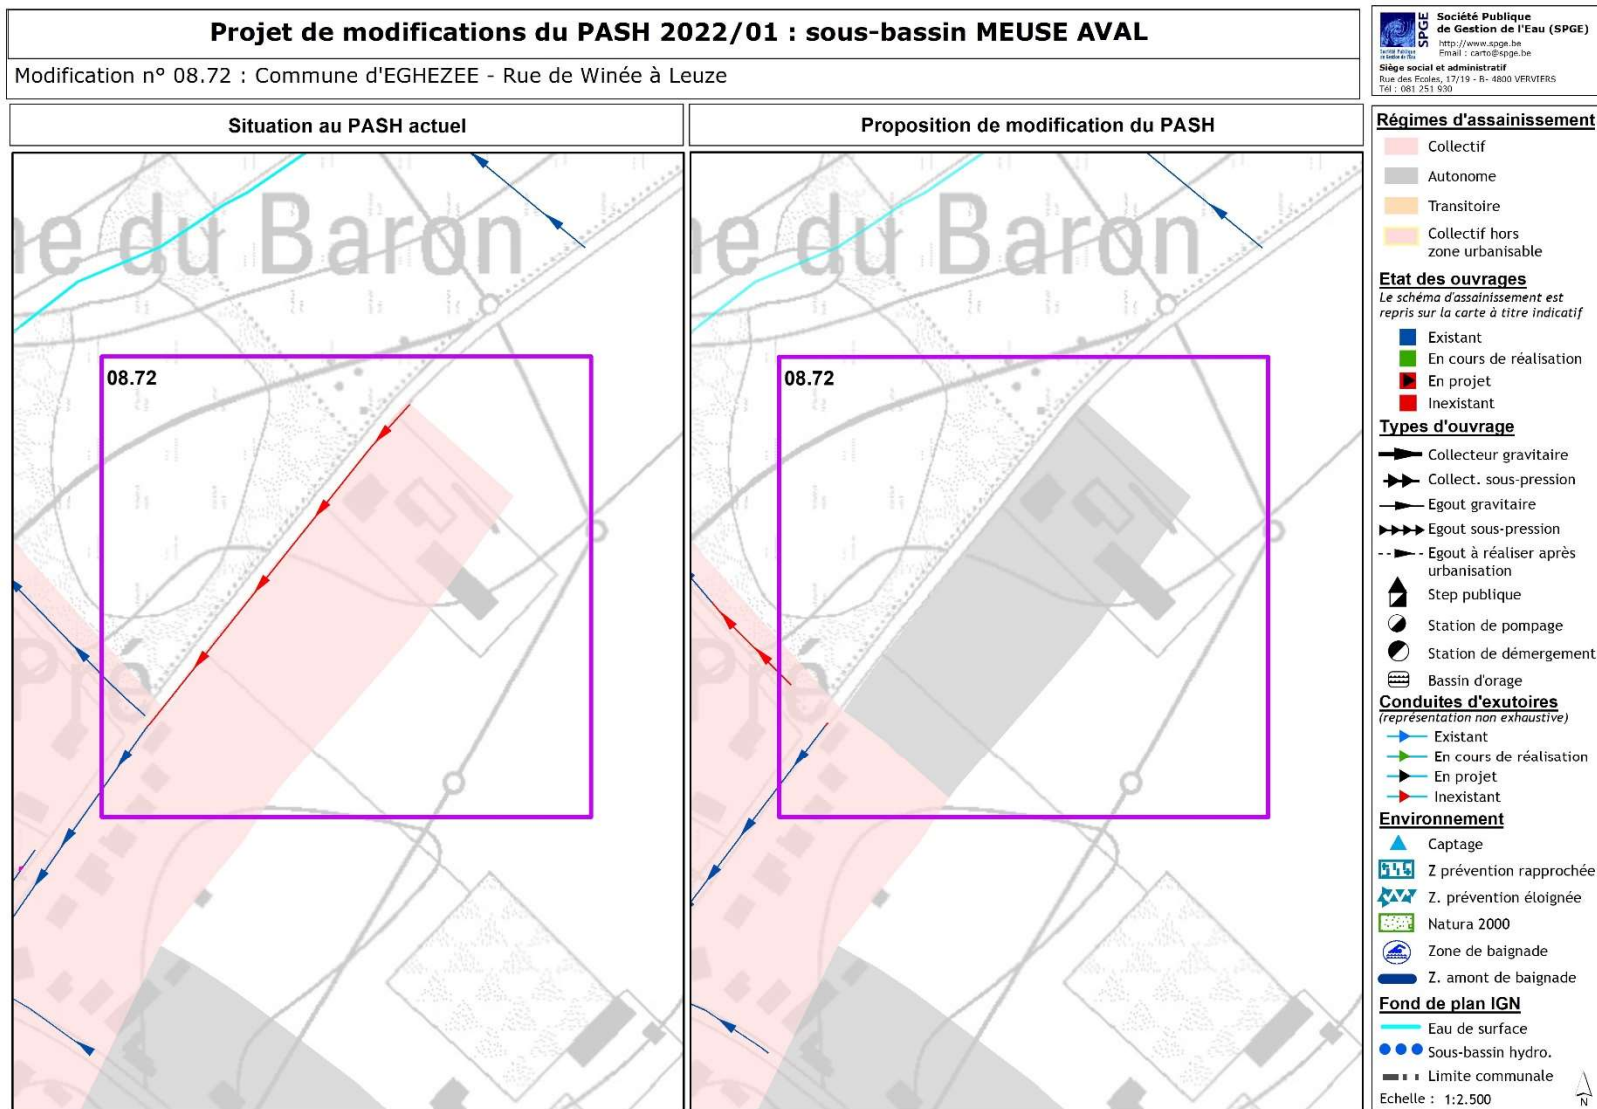 Projet de modifications du PASH 2022/01 : sous-bassin MEUSE AVAL
Modification n° 08.72 : Commune d'EGHEZEE - Rue de Winée à Leuze
SPGE
Société Publique
de Gestion de l'Eau (SPGE)
http://www.spge.be
Email : carto@spge.be
Siège social et administratif
Rue des Ecoles, 17/19 - B- 4800 VERVIERS
Tél : 081 251 930
Situation au PASH actuel
ne du Baron
08.72
Pré
Proposition de modification du PASH
ne du Baron
08.72
Régimes d'assainissement
Collectif
Autonome
Transitoire
Collectif hors
zone urbanisable
Etat des ouvrages
Le schéma d'assainissement est
repris sur la carte à titre indicatif
Existant
En cours de réalisation
En projet
Inexistant
Types d'ouvrage
Collecteur gravitaire
Collect. sous-pression
Egout gravitaire
Egout sous-pression
Egout à réaliser après
urbanisation
Step publique
Station de pompage
Station de démergement
Bassin d'orage
Conduites d'exutoires
(représentation non exhaustive)
Existant
En cours de réalisation
En projet
Inexistant
Environnement
Captage
Z prévention rapprochée
Z. prévention éloignée
Natura 2000
Zone de baignade
Z. amont de baignade
Fond de plan IGN
Eau de surface
Sous-bassin hydro.
Limite communale
Echelle : 1:2.500
N